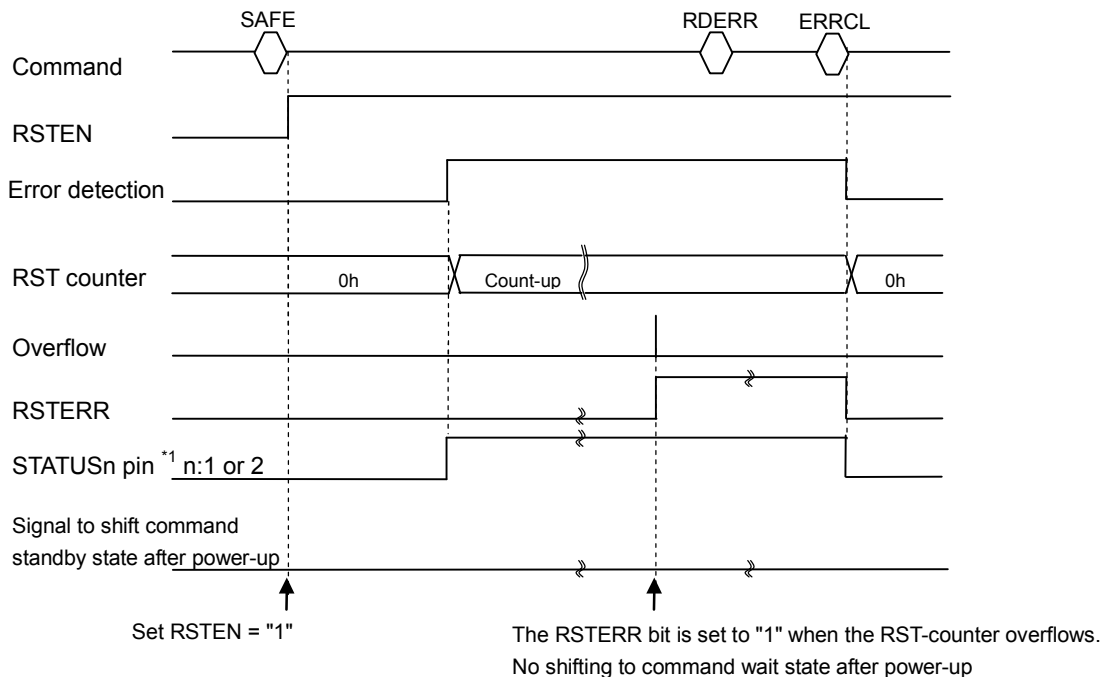 SAFE
RDERR
ERRCL
Command
RSTEN
Error detection
RST counter
0h
Count-up
0h
Overflow
RSTERR
STATUSn pin *1 n:1 or 2
Signal to shift command
standby state after power-up
Set RSTEN = "1"
The RSTERR bit is set to "1" when the RST-counter overflows.
No shifting to command wait state after power-up